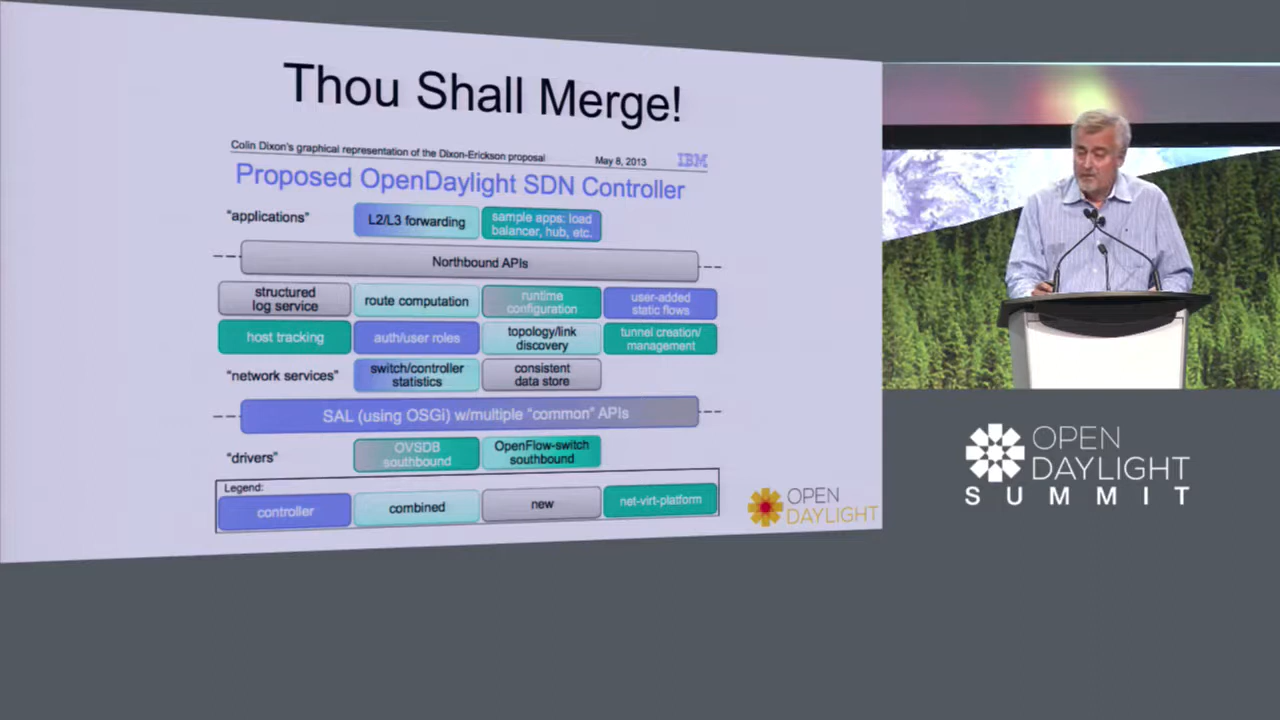 Thou Shall Merge!
Colin Dixon's graphical representation of the Dixon-Erickson proposal
May 8, 2013
IBM
Proposed OpenDaylight SDN Controller
"applications"
L2/L3 forwarding
sample apps: load
balancer, hub, etc.
Northbound APIs
structured
log service
route computation
runtime
configuration
user-added
static flows
host tracking
auth/user roles
topology/link
discovery
tunnel creation/
management
"network services"
switch/controller
statistics
consistent
data store
SAL (using OSGi) w/multiple "common" APIs
"drivers"
OVSDB
southbound
OpenFlow-switch
southbound
Legend:
controller
combined
new
net-virt-platform
OPEN
DAYLIGHT
OPEN
DAYLIGHT
SUMMIT